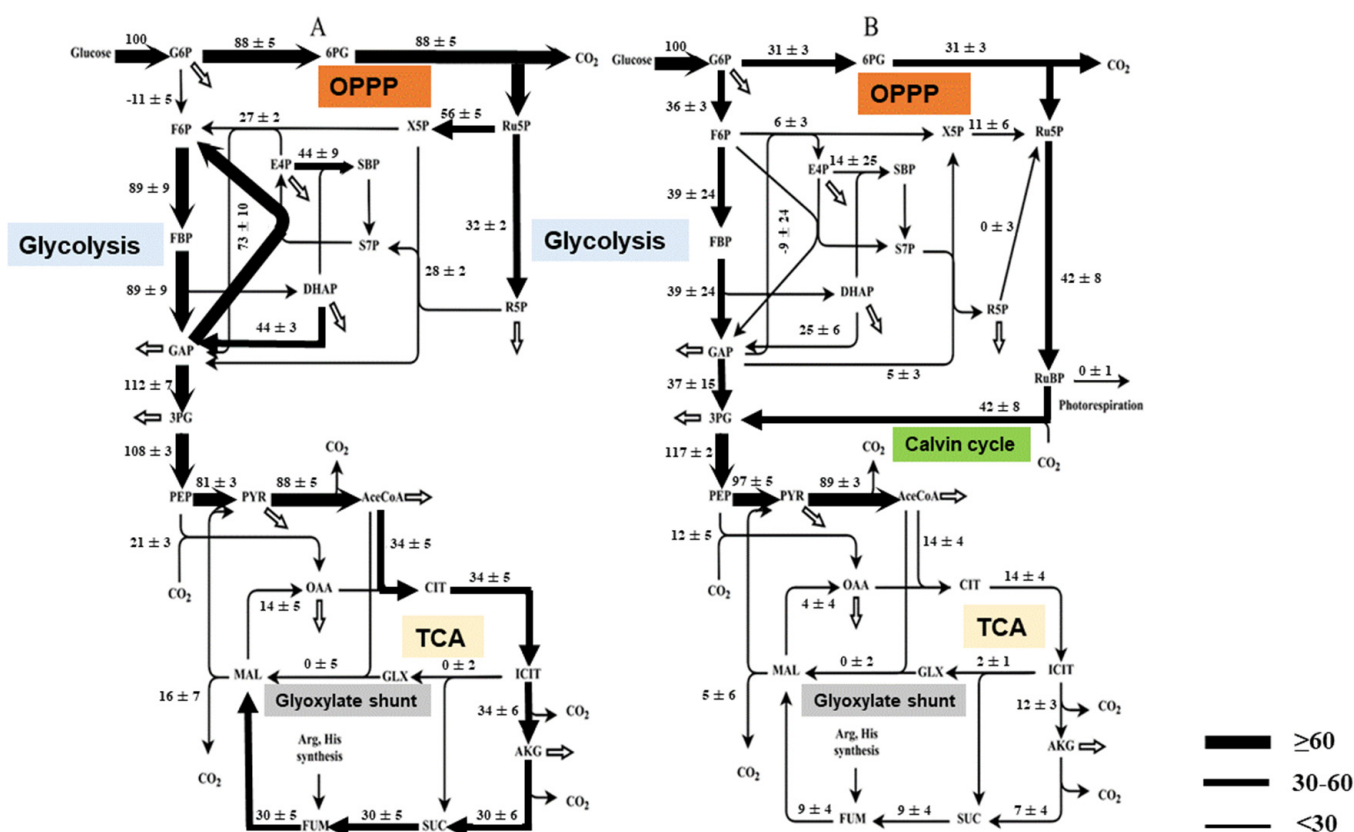 A
Glucose
100
G6P
88 ± 5
6PG
88 ± 5
CO₂
OPPP
-11 ± 5
F6P
27 ± 2
X5P
56 ± 5
Ru5P
E4P
44 ± 9
SBP
89 ± 9
73 ± 10
Glycolysis
FBP
S7P
32 ± 2
28 ± 2
89 ± 9
DHAP
R5P
44 ± 3
GAP
112 ± 7
3PG
108 ± 3
CO₂
PEP
81 ± 3
PYR
88 ± 5
AceCoA
21 ± 3
34 ± 5
CO₂
OAA
CIT
34 ± 5
14 ± 5
TCA
MAL
0 ± 5
GLX
0 ± 2
ICIT
16 ± 7
Glyoxylate shunt
34 ± 6
CO₂
Arg, His
synthesis
AKG
CO₂
CO₂
30 ± 5
FUM
30 ± 5
SUC
30 ± 6
B
Glucose
100
G6P
31 ± 3
6PG
31 ± 3
CO₂
OPPP
36 ± 3
F6P
6 ± 3
X5P
11 ± 6
Ru5P
E4P
14 ± 25
SBP
39 ± 24
-9 ± 24
Glycolysis
FBP
S7P
0 ± 3
42 ± 8
39 ± 24
DHAP
R5P
25 ± 6
GAP
5 ± 3
RuBP
0 ± 1
Photorespiration
37 ± 15
3PG
42 ± 8
Calvin cycle
CO₂
117 ± 2
CO₂
PEP
97 ± 5
PYR
89 ± 3
AceCoA
12 ± 5
14 ± 4
CO₂
OAA
CIT
14 ± 4
4 ± 4
TCA
MAL
0 ± 2
GLX
2 ± 1
ICIT
5 ± 6
Glyoxylate shunt
12 ± 3
CO₂
Arg, His
synthesis
AKG
CO₂
CO₂
9 ± 4
FUM
9 ± 4
SUC
7 ± 4
≥60
30-60
<30